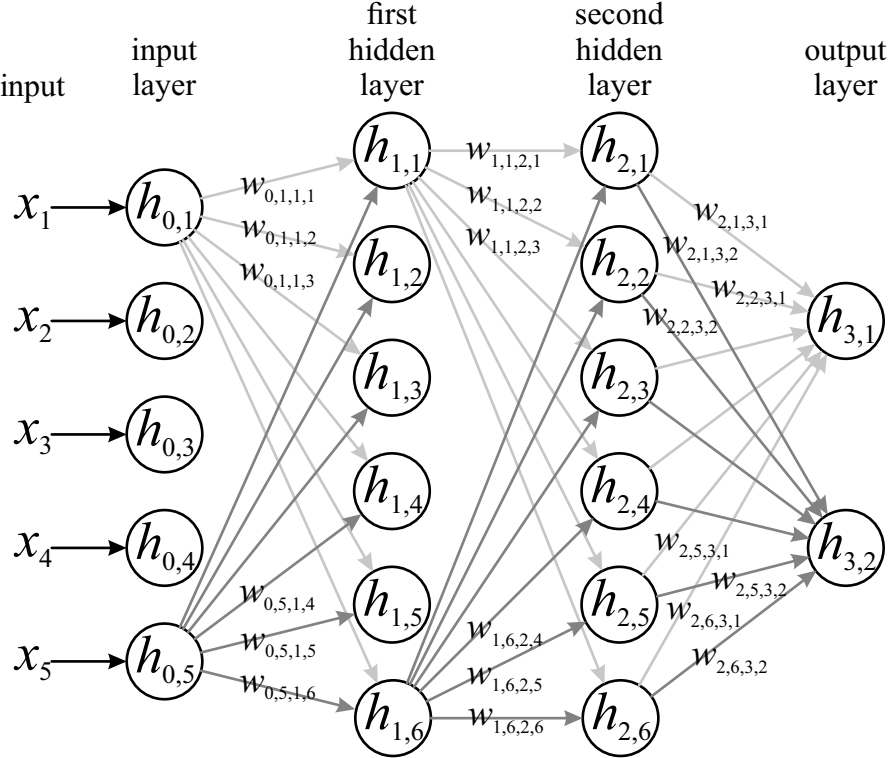 first
second
input
hidden
hidden
output
input
layer
layer
layer
layer
x1
x2
x3
x4
x5
h0,1
h0,2
h0,3
h0,4
h0,5
w0,1,1,1
w0,1,1,2
w0,1,1,3
w0,5,1,4
w0,5,1,5
w0,5,1,6
h1,1
h1,2
h1,3
h1,4
h1,5
h1,6
w1,1,2,1
w1,1,2,2
w1,1,2,3
w1,6,2,4
w1,6,2,5
w1,6,2,6
h2,1
h2,2
h2,3
h2,4
h2,5
h2,6
w2,1,3,1
w2,1,3,2
w2,2,3,1
w2,2,3,2
w2,5,3,1
w2,5,3,2
w2,6,3,1
w2,6,3,2
h3,1
h3,2